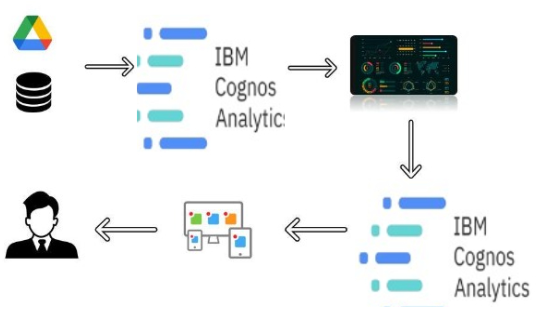 IBM
Cognos
Analytics
IBM
Cognos
Analytics